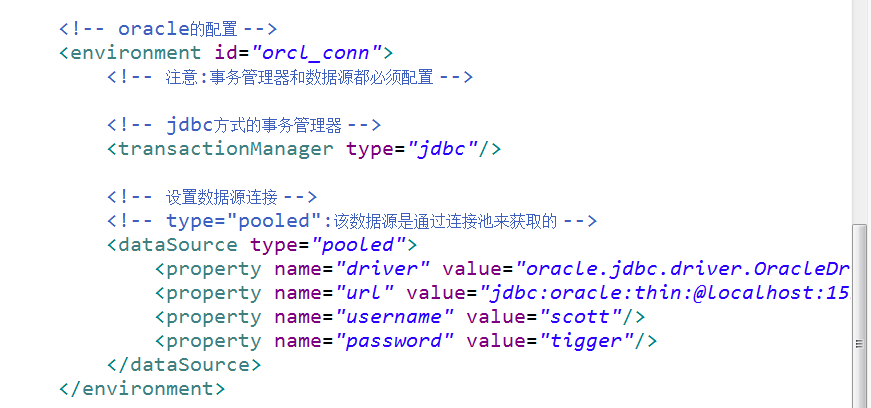 <!-- oracle的配置 -->
<environment id="orcl_conn">
<!-- 注意:事务管理器和数据源都必须配置 -->
<!-- jdbc方式的事务管理器 -->
<transactionManager type="jdbc"/>
<!-- 设置数据源连接 -->
<!-- type="pooled":该数据源是通过连接池来获取的 -->
<dataSource type="pooled">
<property name="driver" value="oracle.jdbc.driver.OracleDr
<property name="url" value="jdbc:oracle:thin:@localhost:15
<property name="username" value="scott"/>
<property name="password" value="tigger"/>
</dataSource>
</environment>